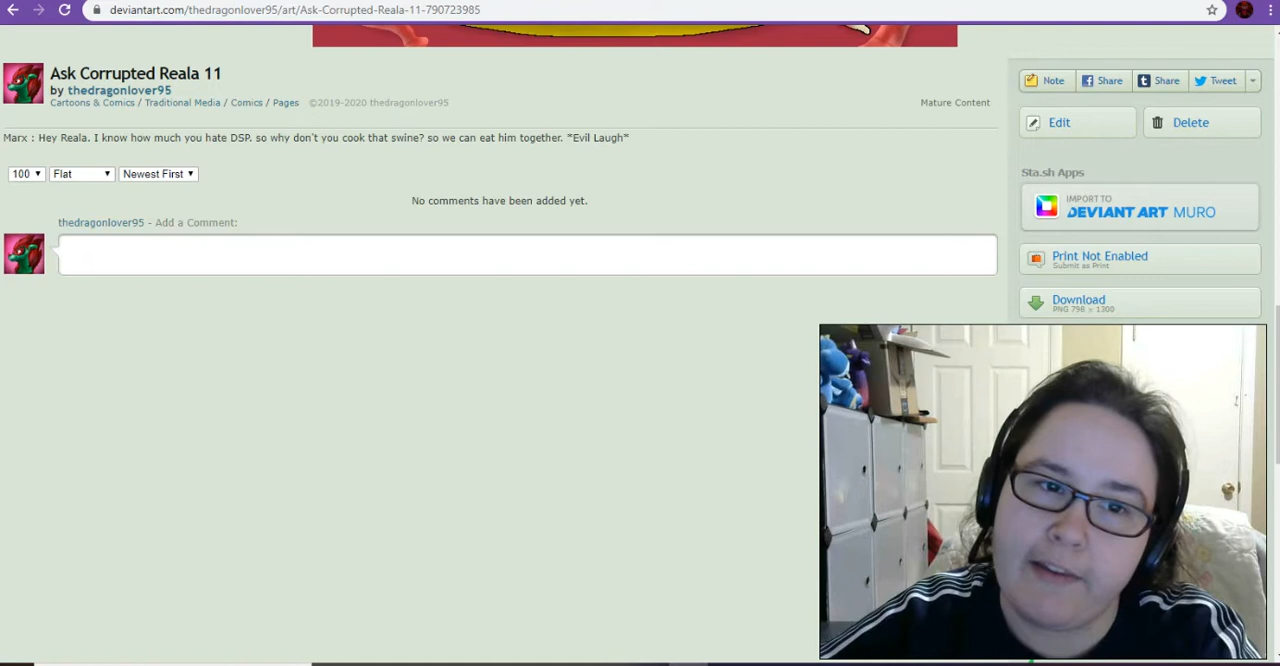 deviantart.com/thedragonlover95/art/Ask-Corrupted-Reala-11-790723985
Ask Corrupted Reala 11
by thedragonlover95
Cartoons & Comics / Traditional Media / Comics / Pages ©2019-2020 thedragonlover95
Mature Content
Marx : Hey Reala. I know how much you hate DSP. so why don't you cook that swine? so we can eat him together. *Evil Laugh*
100 Flat Newest First
No comments have been added yet.
thedragonlover95 - Add a Comment:
Note Share Share Tweet
Edit Delete
Sta.sh Apps
IMPORT TO
DEVIANT ART MURO
Print Not Enabled
Submit as Print
Download
PNG 798 × 1300